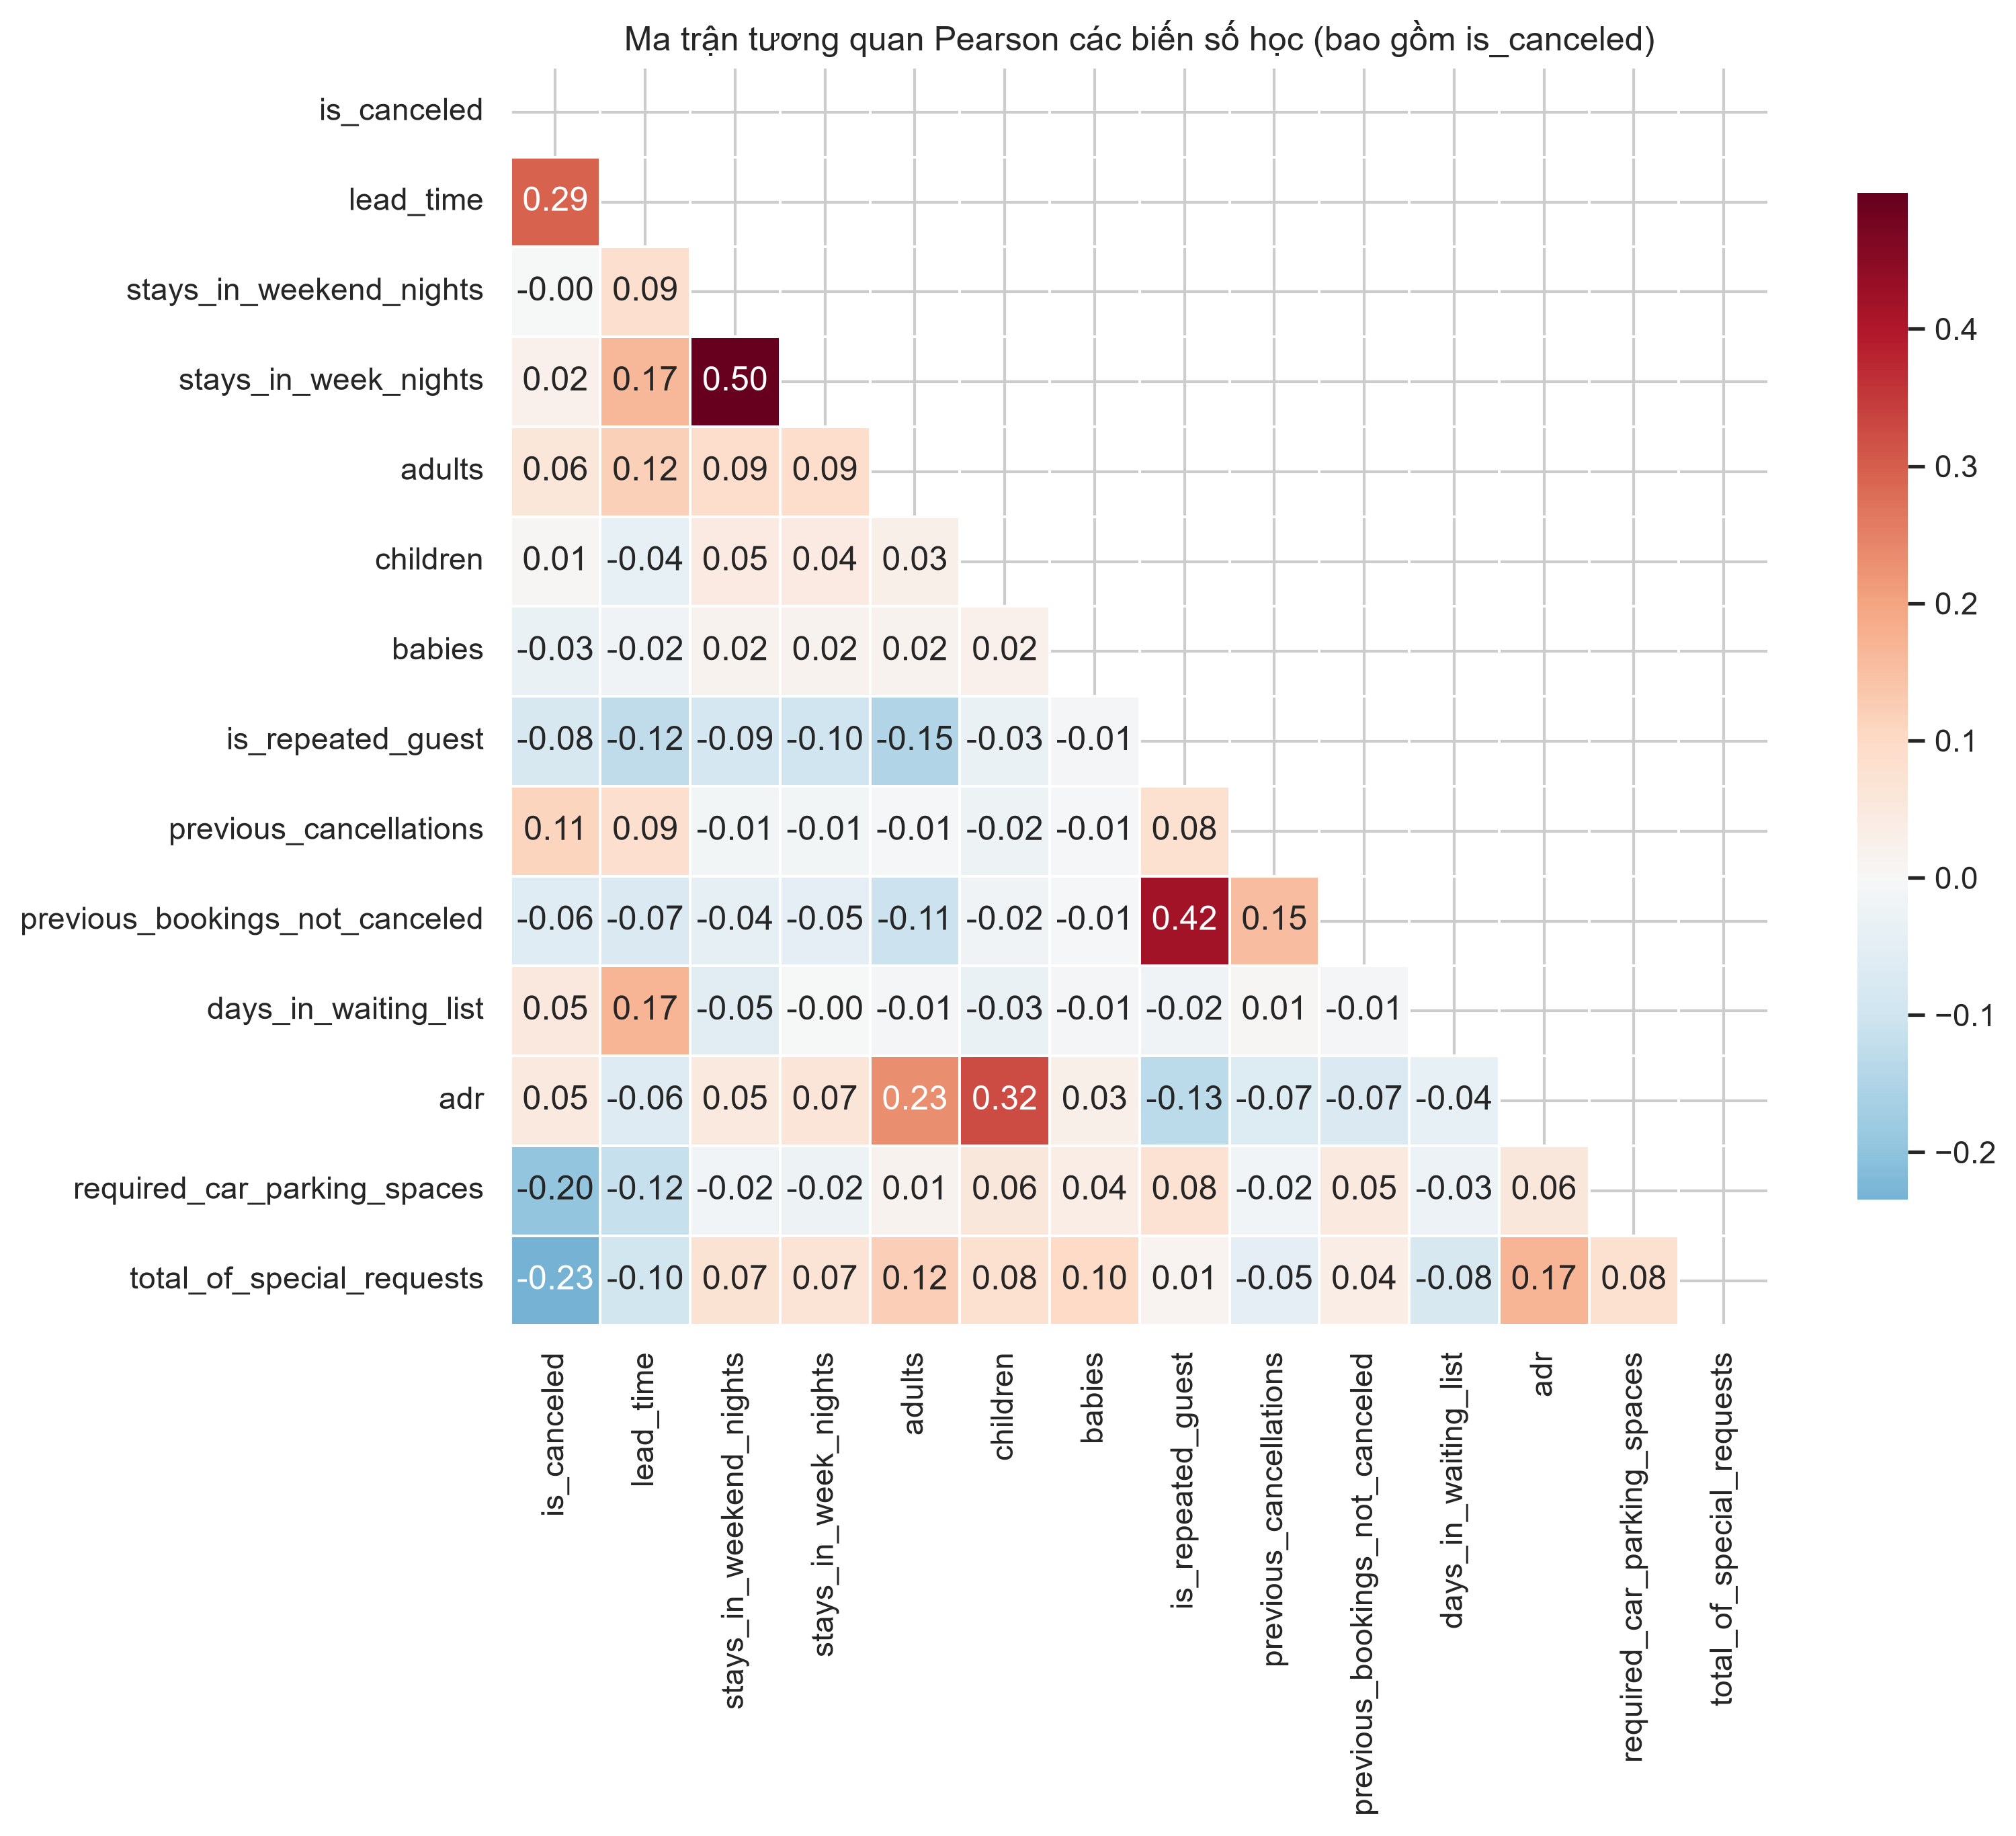 Ma trận tương quan Pearson các biến số học (bao gồm is_canceled)
is_canceled
lead_time 0.29
stays_in_weekend_nights -0.00 0.09
stays_in_week_nights 0.02 0.17 0.50
adults 0.06 0.12 0.09 0.09
children 0.01 -0.04 0.05 0.04 0.03
babies -0.03 -0.02 0.02 0.02 0.02 0.02
is_repeated_guest -0.08 -0.12 -0.09 -0.10 -0.15 -0.03 -0.01
previous_cancellations 0.11 0.09 -0.01 -0.01 -0.01 -0.02 -0.01 0.08
previous_bookings_not_canceled -0.06 -0.07 -0.04 -0.05 -0.11 -0.02 -0.01 0.42 0.15
days_in_waiting_list 0.05 0.17 -0.05 -0.00 -0.01 -0.03 -0.01 -0.02 0.01 -0.01
adr 0.05 -0.06 0.05 0.07 0.23 0.32 0.03 -0.13 -0.07 -0.07 -0.04
required_car_parking_spaces -0.20 -0.12 -0.02 -0.02 0.01 0.06 0.04 0.08 -0.02 0.05 -0.03 0.06
total_of_special_requests -0.23 -0.10 0.07 0.07 0.12 0.08 0.10 0.01 -0.05 0.04 -0.08 0.17 0.08
is_canceled
lead_time
stays_in_weekend_nights
stays_in_week_nights
adults
children
babies
is_repeated_guest
previous_cancellations
previous_bookings_not_canceled
days_in_waiting_list
adr
required_car_parking_spaces
total_of_special_requests
0.4
0.3
0.2
0.1
0.0
−0.1
−0.2